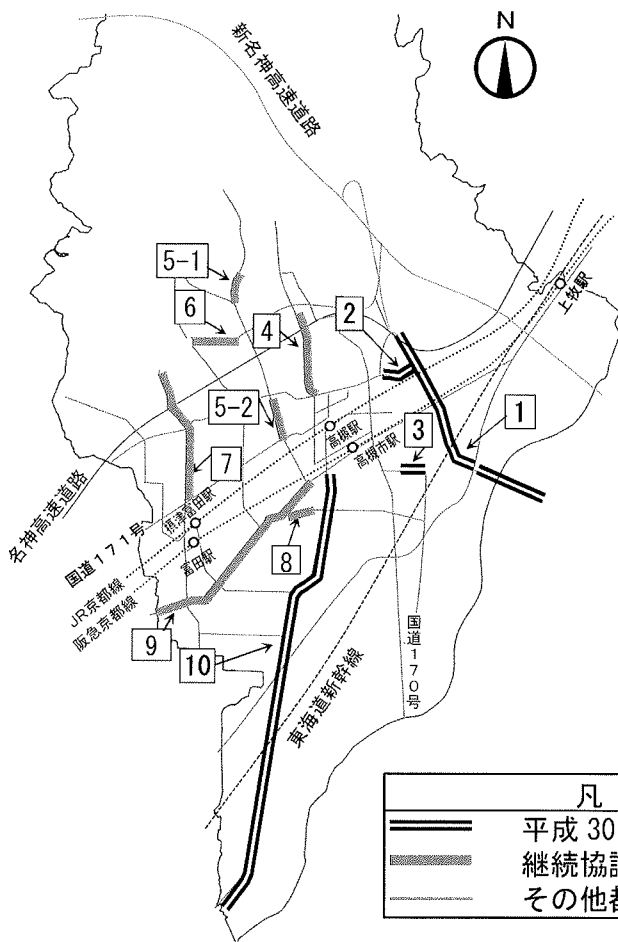 N
新名神高速道路
上牧駅
5-1
6
4
2
5-2
1
3
高槻駅
高槻市駅
7
名神高速道路
国道171号
摂津富田駅
富田駅
JR京都線
阪急京都線
8
9
10
国道170号
東海道新幹線
凡
平成30
継続協
その他